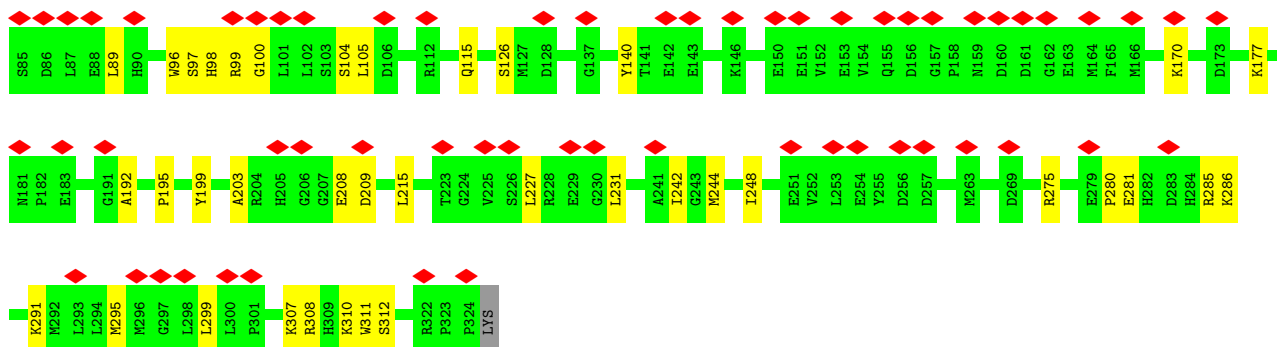 S85 D86 L87 E88 L89 H90 W96 S97 H98 R99 G100 L101 L102 S103 S104 L105 D106 R112 Q115 S126 M127 D128 G137 Y140 T141 E142 E143 K146 E150 E151 V152 E153 V154 Q155 D156 G157 P158 N159 D160 D161 G162 E163 M164 F165 M166 K170 D173 K177
N181 P182 E183 G191 A192 P195 Y199 A203 R204 H205 G206 G207 E208 D209 L215 T223 G224 V225 S226 L227 R228 E229 G230 L231 A241 I242 G243 M244 I248 E251 V252 L253 E254 Y255 D256 D257 M263 D269 R275 E279 P280 E281 H282 D283 H284 R285 K286
K291 M292 L293 L294 M295 M296 G297 L298 L299 L300 P301 K307 R308 H309 K310 W311 S312 R322 P323 P324 LYS